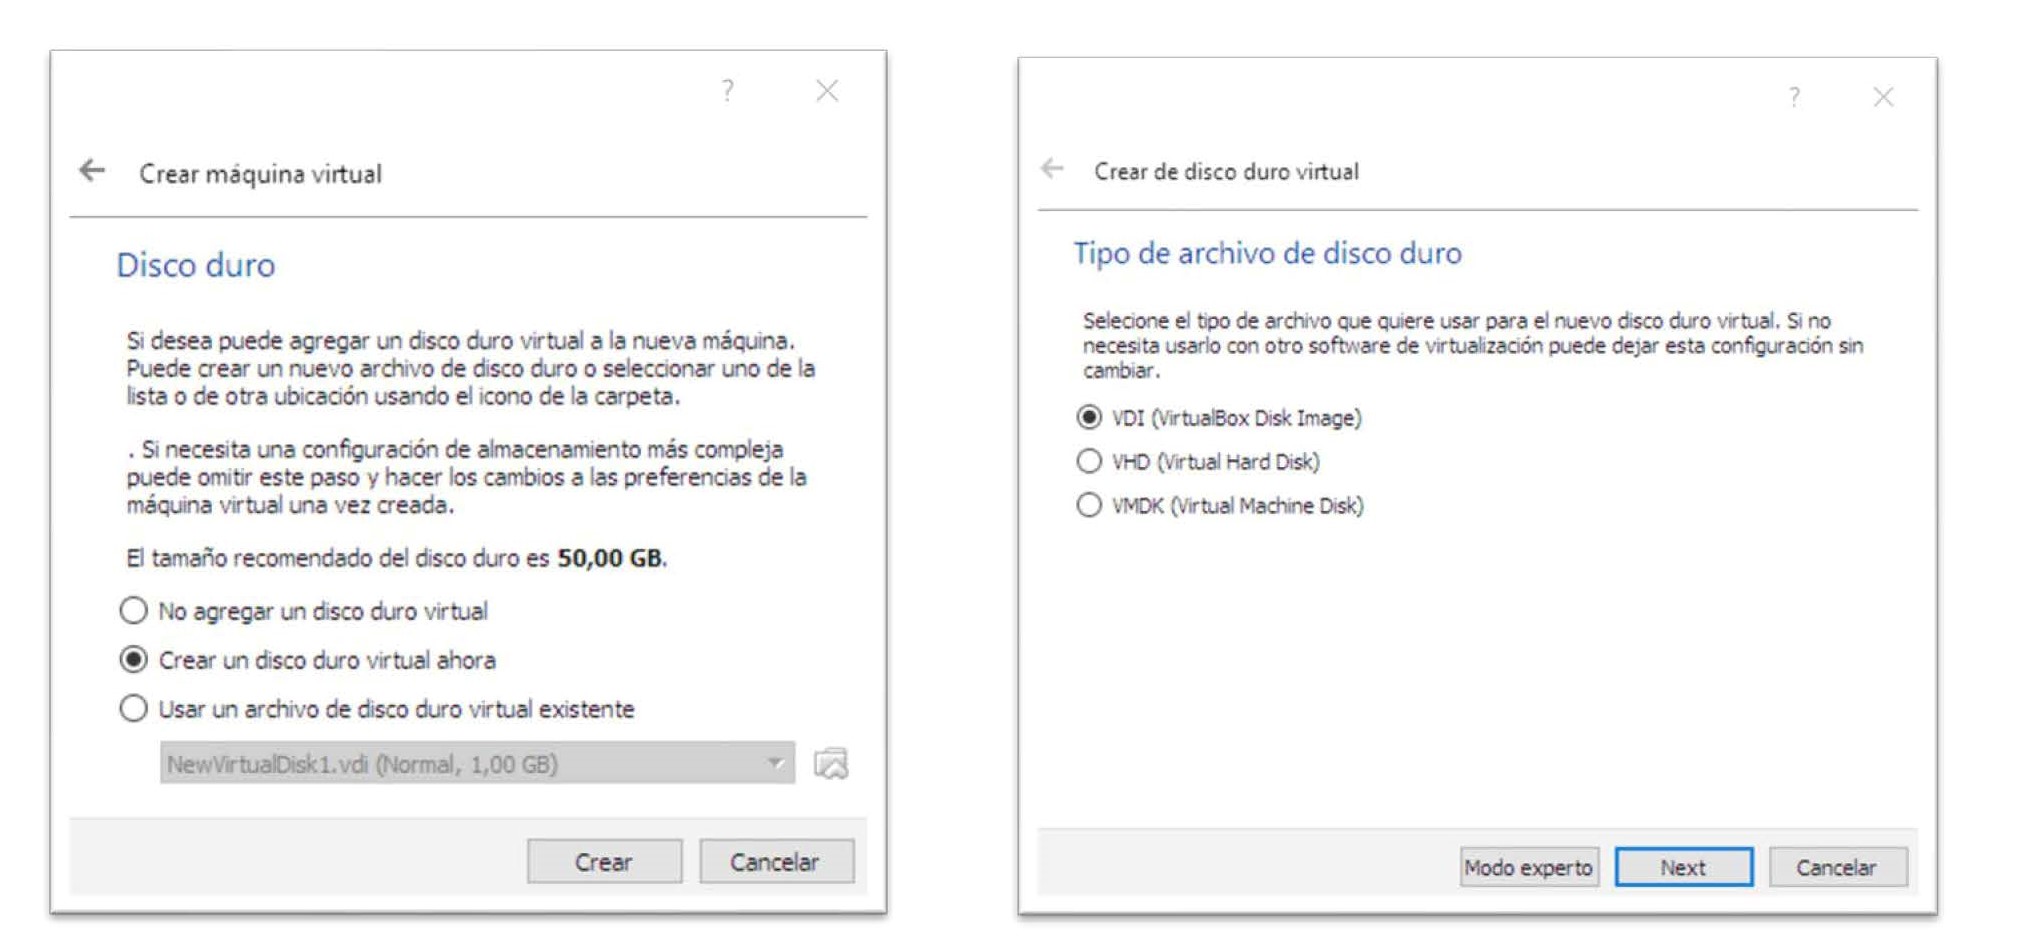 ?
Crear máquina virtual
Disco duro
Si desea puede agregar un disco duro virtual a la nueva máquina.
Puede crear un nuevo archivo de disco duro o seleccionar uno de la
lista o de otra ubicación usando el icono de la carpeta.
. Si necesita una configuración de almacenamiento más compleja
puede omitir este paso y hacer los cambios a las preferencias de la
máquina virtual una vez creada.
El tamaño recomendado del disco duro es 50,00 GB.
No agregar un disco duro virtual
Crear un disco duro virtual ahora
Usar un archivo de disco duro virtual existente
NewVirtualDisk1.vdi (Normal, 1,00 GB)
Crear
Cancelar
?
Crear de disco duro virtual
Tipo de archivo de disco duro
Selecione el tipo de archivo que quiere usar para el nuevo disco duro virtual. Si no
necesita usarlo con otro software de virtualización puede dejar esta configuración sin
cambiar.
VDI (VirtualBox Disk Image)
VHD (Virtual Hard Disk)
VMDK (Virtual Machine Disk)
Modo experto
Next
Cancelar